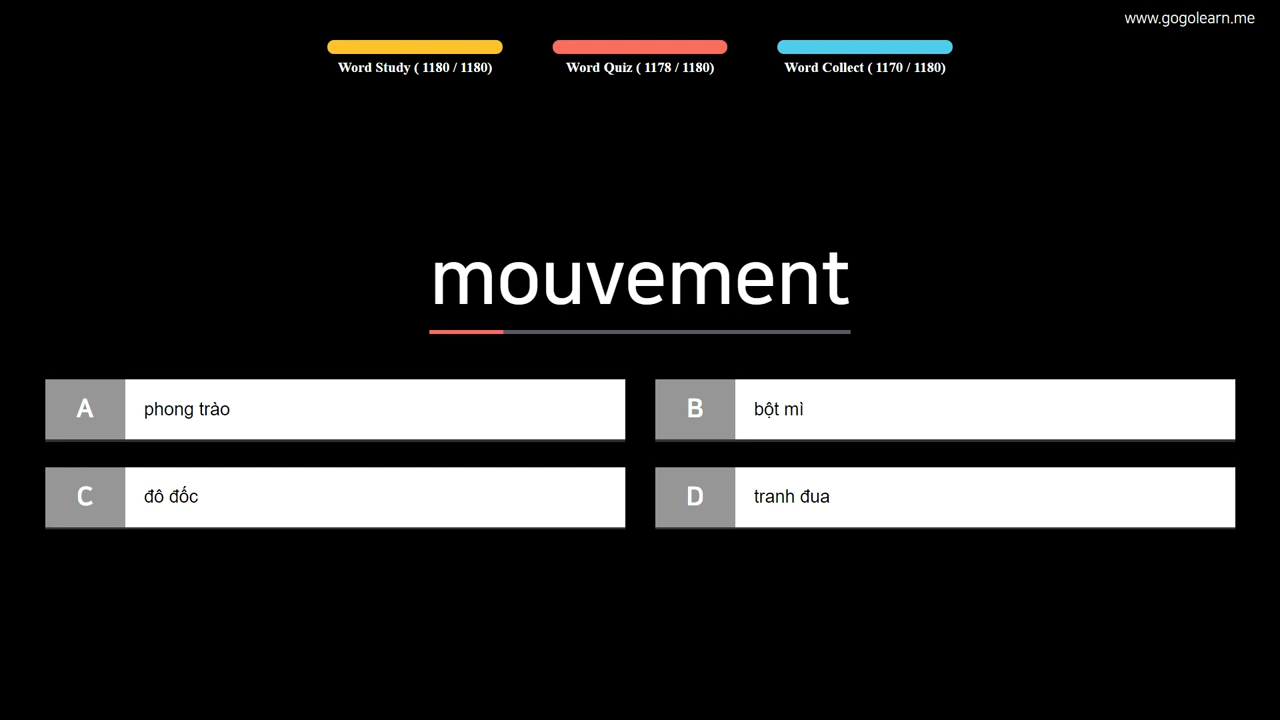 www.gogolearn.me
Word Study ( 1180 / 1180)
Word Quiz ( 1178 / 1180)
Word Collect ( 1170 / 1180)
mouvement
A phong trào
B bột mì
C đô đốc
D tranh đua